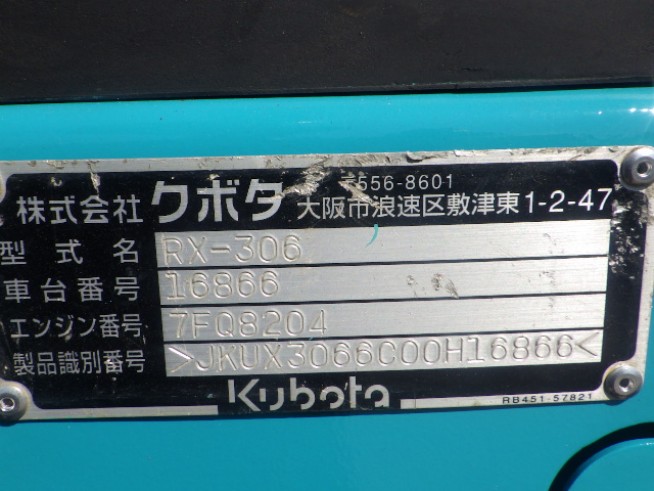 556-8601
株式会社クボタ 大阪市浪速区敷津東1-2-47
型式名 RX-306
車台番号 16866
エンジン番号 7FQ8204
製品識別番号 >JKUX3066C00H16866<
Kubota
RB451-57821